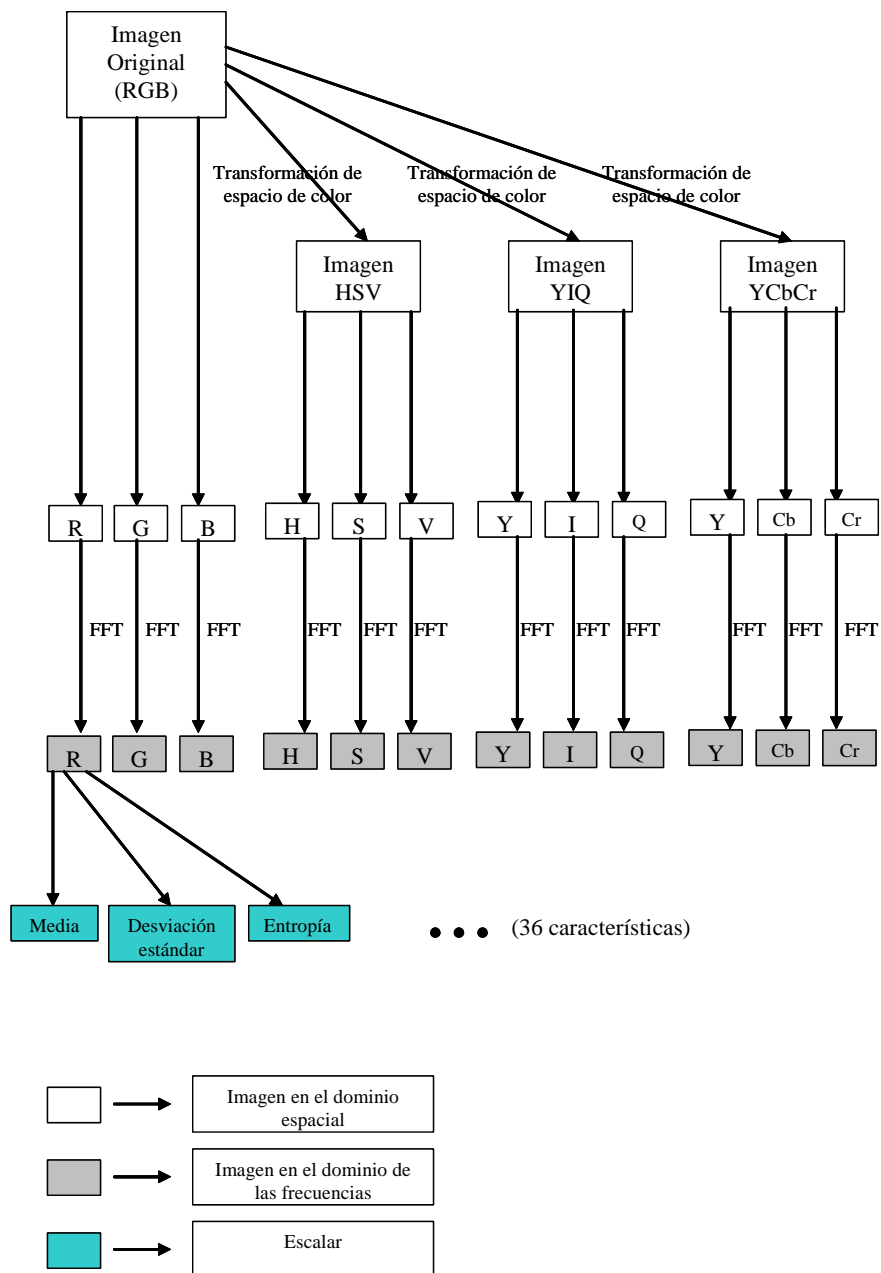 Imagen
Original
(RGB)
Transformación de
espacio de color
Transformación de
espacio de color
Transformación de
espacio de color
Imagen
HSV
Imagen
YIQ
Imagen
YCbCr
R G B H S V Y I Q Y Cb Cr
FFT FFT FFT FFT FFT FFT FFT FFT FFT FFT FFT FFT
R G B H S V Y I Q Y Cb Cr
Media
Desviación
estándar
Entropía
(36 características)
Imagen en el dominio
espacial
Imagen en el dominio de
las frecuencias
Escalar